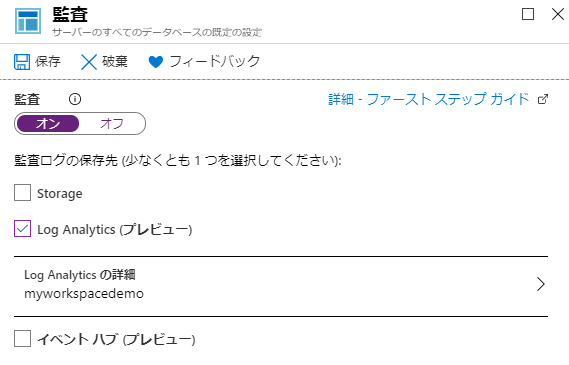 監査
サーバーのすべてのデータベースの既定の設定
保存 破棄 フィードバック
監査 詳細 - ファースト ステップ ガイド
オン オフ
監査ログの保存先 (少なくとも 1 つを選択してください):
Storage
Log Analytics (プレビュー)
Log Analytics の詳細
myworkspacedemo
イベント ハブ (プレビュー)